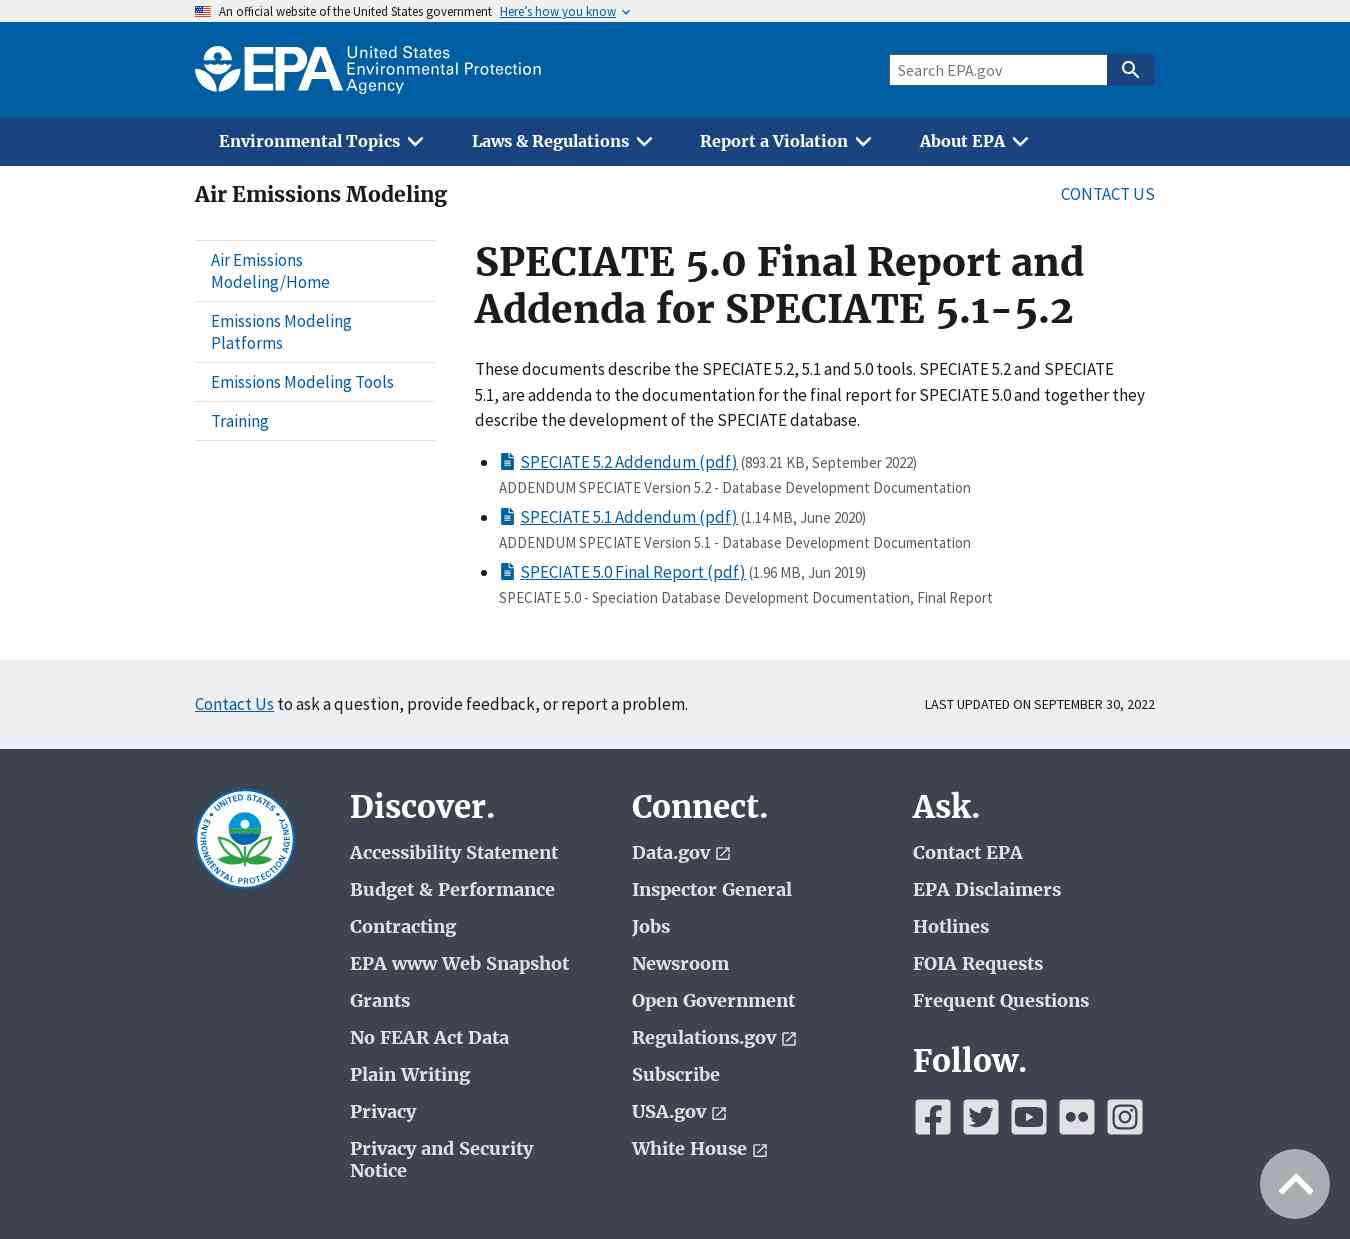 An official website of the United States government Here's how you know
EPA United States
Environmental Protection
Agency
Search EPA.gov
Environmental Topics Laws & Regulations Report a Violation About EPA
Air Emissions Modeling CONTACT US
Air Emissions
Modeling/Home
Emissions Modeling
Platforms
Emissions Modeling Tools
Training
SPECIATE 5.0 Final Report and
Addenda for SPECIATE 5.1-5.2
These documents describe the SPECIATE 5.2, 5.1 and 5.0 tools. SPECIATE 5.2 and SPECIATE
5.1, are addenda to the documentation for the final report for SPECIATE 5.0 and together they
describe the development of the SPECIATE database.
SPECIATE 5.2 Addendum (pdf) (893.21 KB, September 2022)
ADDENDUM SPECIATE Version 5.2 - Database Development Documentation
SPECIATE 5.1 Addendum (pdf) (1.14 MB, June 2020)
ADDENDUM SPECIATE Version 5.1 - Database Development Documentation
SPECIATE 5.0 Final Report (pdf) (1.96 MB, Jun 2019)
SPECIATE 5.0 - Speciation Database Development Documentation, Final Report
Contact Us to ask a question, provide feedback, or report a problem. LAST UPDATED ON SEPTEMBER 30, 2022
UNITED STATES
ENVIRONMENTAL PROTECTION AGENCY
Discover.
Accessibility Statement
Budget & Performance
Contracting
EPA www Web Snapshot
Grants
No FEAR Act Data
Plain Writing
Privacy
Privacy and Security
Notice
Connect.
Data.gov
Inspector General
Jobs
Newsroom
Open Government
Regulations.gov
Subscribe
USA.gov
White House
Ask.
Contact EPA
EPA Disclaimers
Hotlines
FOIA Requests
Frequent Questions
Follow.